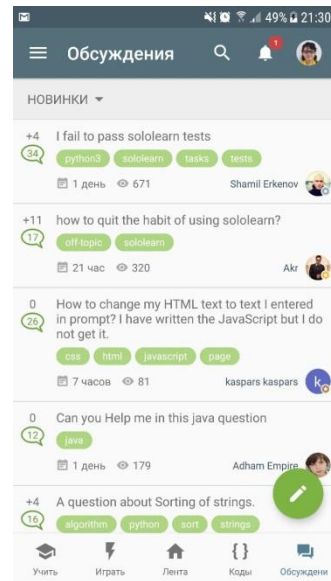 49% 21:30
Обсуждения
1
НОВИНКИ
+4
34
I fail to pass sololearn tests
python3 sololearn tasks tests
1 день 671 Shamil Erkenov
+11
17
how to quit the habit of using sololearn?
off-topic sololearn
21 час 320 Akr
0
26
How to change my HTML text to text I entered
in prompt? I have written the JavaScript but I do
not get it.
css html javascript page
7 часов 81 kaspars kaspars k
0
12
Can you Help me in this java question
java
1 день 179 Adham Empire
+4
16
A question about Sorting of strings.
algorithm python sort strings
Учить Играть Лента Коды Обсуждени